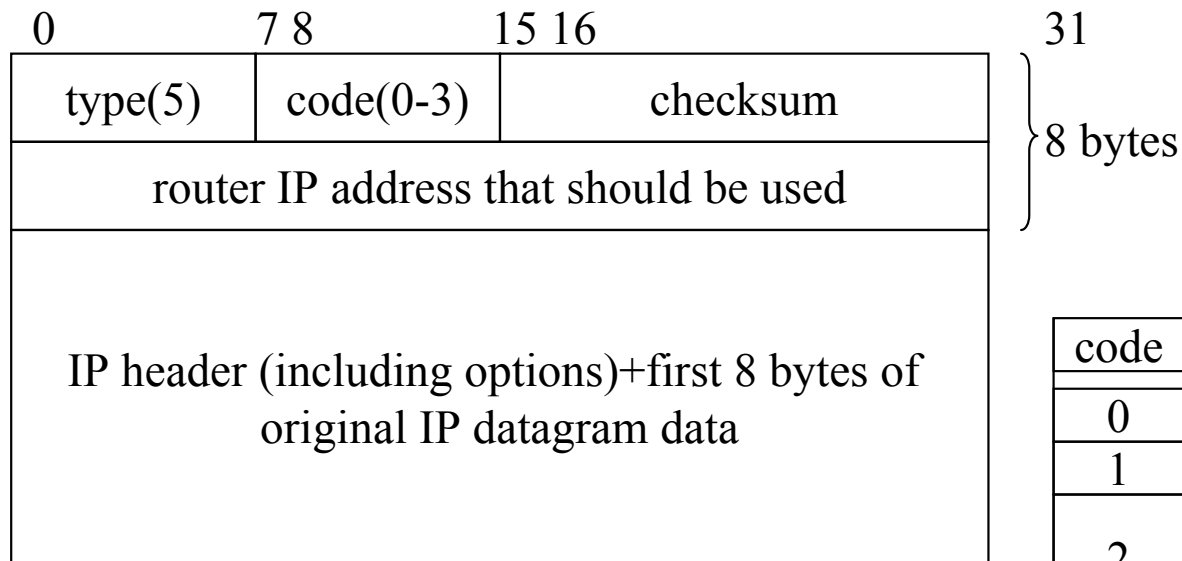 0 7 8 15 16 31
type(5) code(0-3) checksum
8 bytes
router IP address that should be used
IP header (including options)+first 8 bytes of
original IP datagram data
code
0
1
2